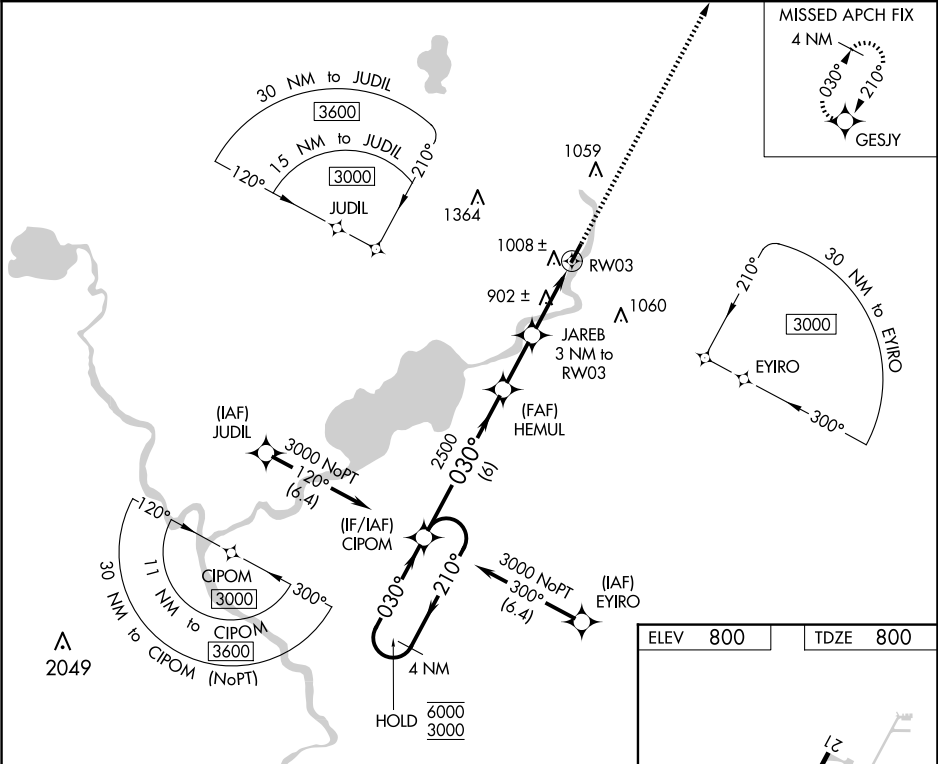 MISSED APCH FIX
4 NM
030°
210°
GESJY
30 NM to JUDIL
3600
15 NM to JUDIL
3000
120°
210°
JUDIL
1059
1364
1008 ±
RW03
902 ±
1060
JAREB
3 NM to
RW03
210°
30 NM to EYIRO
3000
EYIRO
300°
(FAF)
HEMUL
2500
030°
(6)
(IAF)
JUDIL
3000 NoPT
120°
(6.4)
(IF/IAF)
CIPOM
120°
CIPOM
3000
300°
11 NM to CIPOM
3600
30 NM to CIPOM (NoPT)
030°
210°
3000 NoPT
300°
(6.4)
(IAF)
EYIRO
2049
4 NM
HOLD
6000
3000
ELEV 800
TDZE 800
21